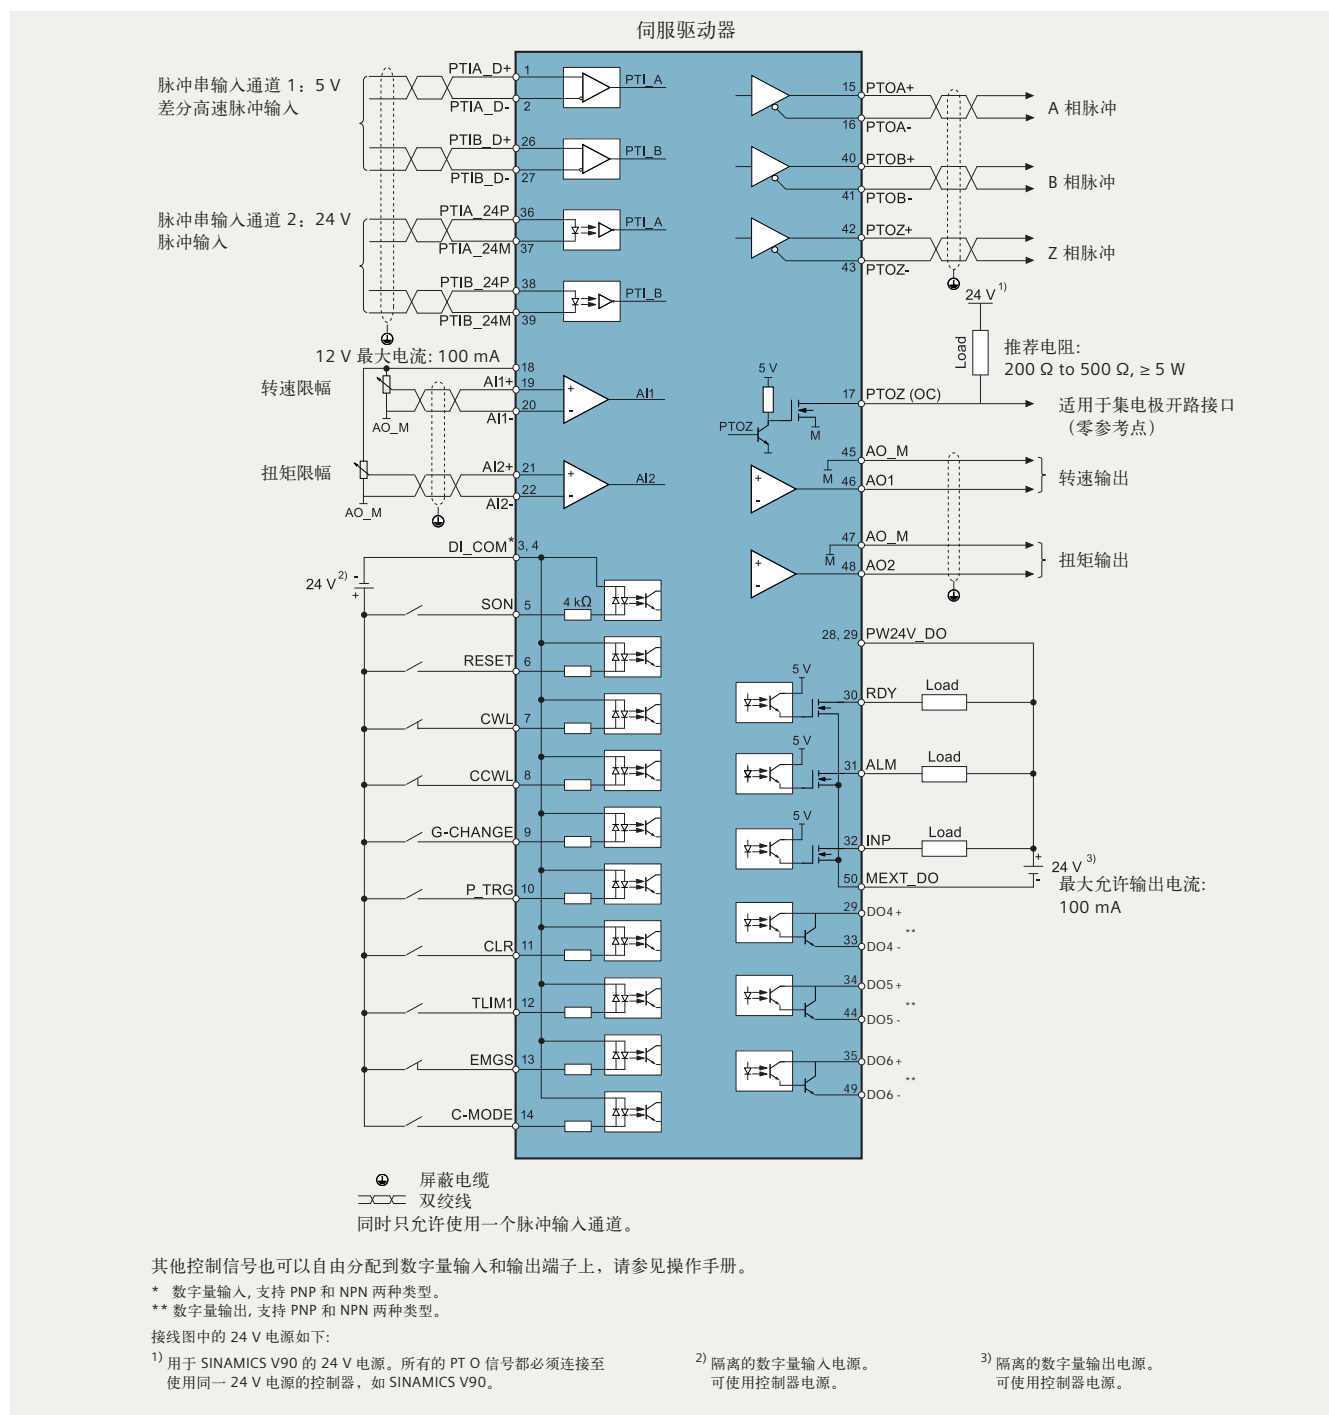 伺服驱动器
脉冲串输入通道 1：5 V
差分高速脉冲输入
PTIA_D+ 1
PTI_A
PTIA_D- 2
PTIB_D+ 26
PTI_B
PTIB_D- 27
脉冲串输入通道 2：24 V
脉冲输入
PTIA_24P 36
PTI_A
PTIA_24M 37
PTIB_24P 38
PTI_B
PTIB_24M 39
12 V 最大电流: 100 mA
18
转速限幅
AI1+ 19
+
-
AI1
20
AI1-
AO_M
扭矩限幅
AI2+ 21
+
-
AI2
22
AI2-
AO_M
DI_COM* 3, 4
24 V 2) -
+
SON 5 4 kΩ
RESET 6
CWL 7
CCWL 8
G-CHANGE 9
P_TRG 10
CLR 11
TLIM1 12
EMGS 13
C-MODE 14
15 PTOA+
A 相脉冲
16 PTOA-
40 PTOB+
B 相脉冲
41 PTOB-
42 PTOZ+
Z 相脉冲
43 PTOZ-
24 V 1)
Load
推荐电阻:
200 Ω to 500 Ω, ≥ 5 W
5 V
17 PTOZ (OC)
适用于集电极开路接口
（零参考点）
PTOZ
M
45 AO_M
M
转速输出
+
-
46 AO1
47 AO_M
M
扭矩输出
+
-
48 AO2
28, 29 PW24V_DO
5 V
30 RDY Load
5 V
31 ALM Load
5 V
32 INP Load
+
24 V 3)
-
50 MEXT_DO
最大允许输出电流:
100 mA
29 DO4 +
**
33 DO4 -
34 DO5 +
**
44 DO5 -
35 DO6 +
**
49 DO6 -
屏蔽电缆
双绞线
同时只允许使用一个脉冲输入通道。
其他控制信号也可以自由分配到数字量输入和输出端子上，请参见操作手册。
* 数字量输入, 支持 PNP 和 NPN 两种类型。
** 数字量输出, 支持 PNP 和 NPN 两种类型。
接线图中的 24 V 电源如下:
1) 用于 SINAMICS V90 的 24 V 电源。所有的 PT O 信号都必须连接至
使用同一 24 V 电源的控制器，如 SINAMICS V90。
2) 隔离的数字量输入电源。
可使用控制器电源。
3) 隔离的数字量输出电源。
可使用控制器电源。